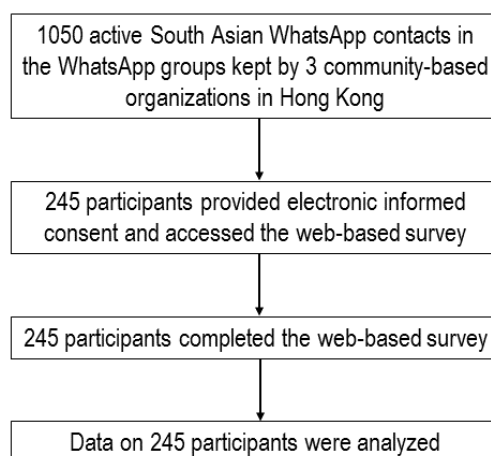 1050 active South Asian WhatsApp contacts in
the WhatsApp groups kept by 3 community-based
organizations in Hong Kong
245 participants provided electronic informed
consent and accessed the web-based survey
245 participants completed the web-based survey
Data on 245 participants were analyzed